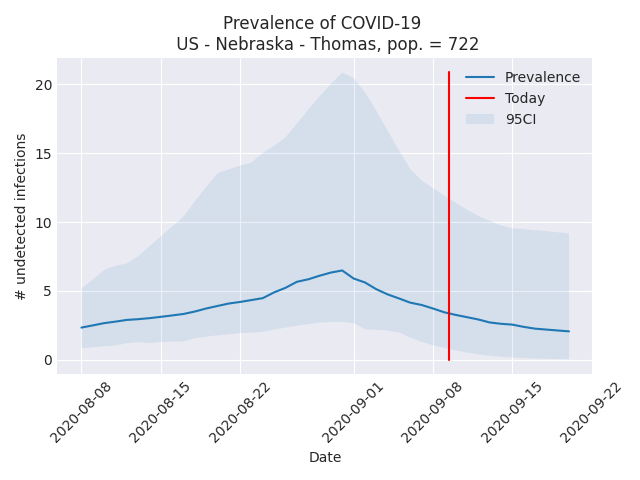 Prevalence of COVID-19
US - Nebraska - Thomas, pop. = 722
Prevalence
Today
95CI
# undetected infections
20
15
10
5
0
2020-08-08
2020-08-15
2020-08-22
2020-09-01
2020-09-08
2020-09-15
2020-09-22
Date